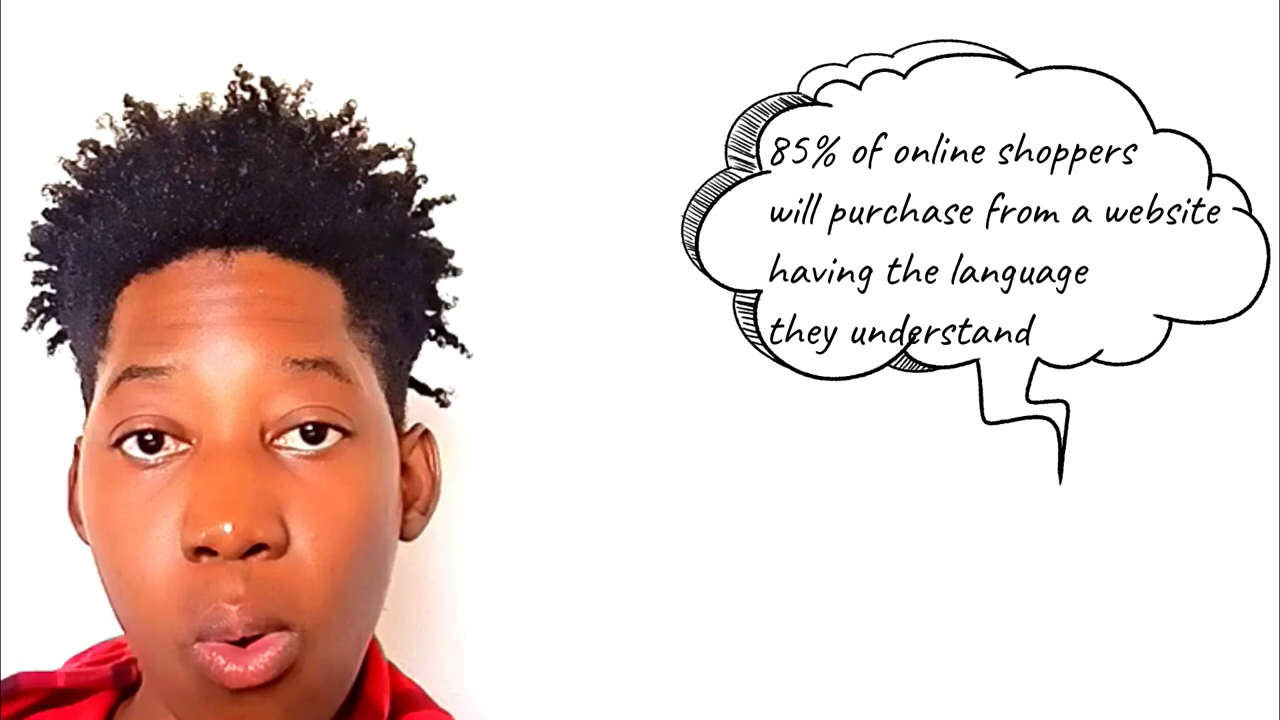 85% of online shoppers
will purchase from a website
having the language
they understand